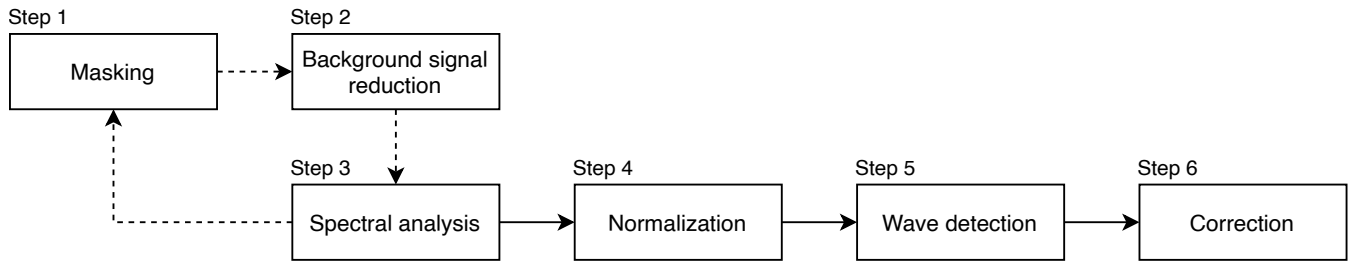 Step 1
Masking
Step 2
Background signal
reduction
Step 3
Spectral analysis
Step 4
Normalization
Step 5
Wave detection
Step 6
Correction